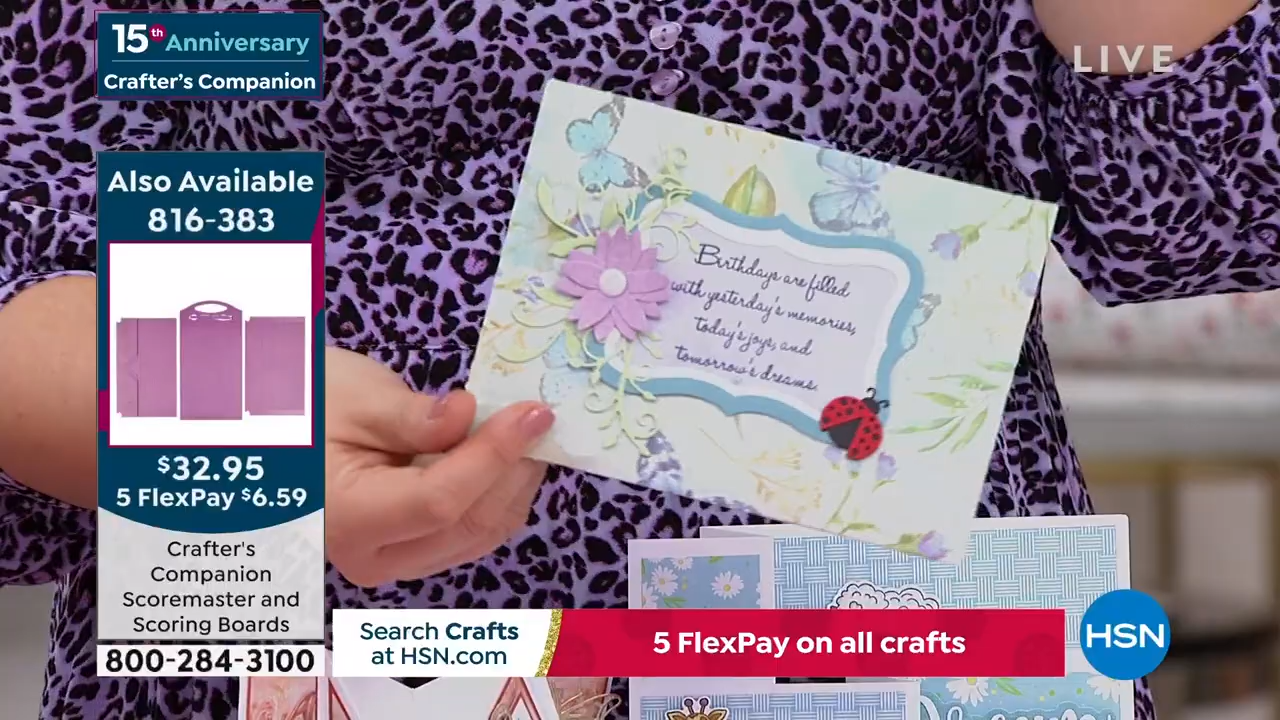 15th Anniversary
Crafter's Companion
LIVE
Also Available
816-383
$32.95
5 FlexPay $6.59
Crafter's
Companion
Scoremaster and
Scoring Boards
800-284-3100
Birthdays are filled
with yesterday's memories,
today's joys, and
tomorrow's dreams.
Search Crafts
at HSN.com
5 FlexPay on all crafts
HSN